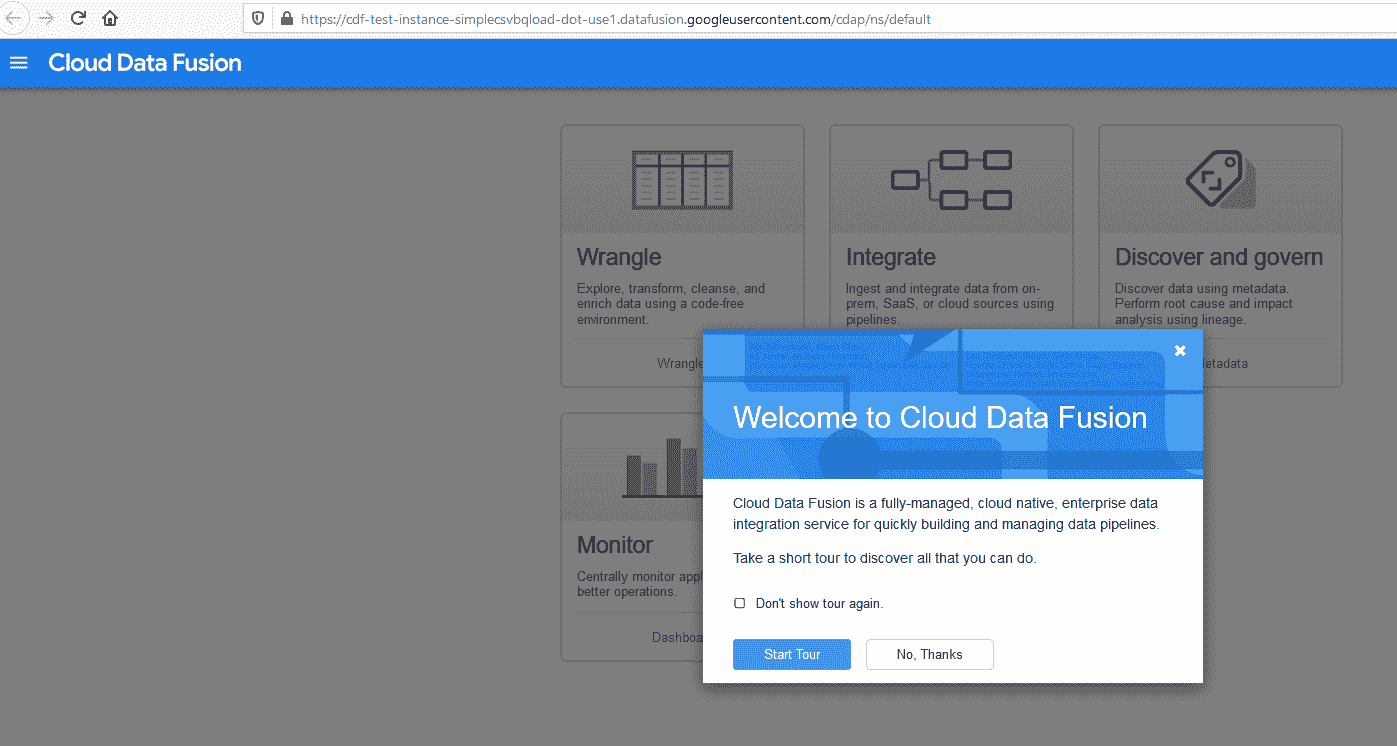 https://cdf-test-instance-simplecsvbqload-dot-use1.datafusion.googleusercontent.com/cdap/ns/default
Cloud Data Fusion
Wrangle
Explore, transform, cleanse, and
enrich data using a code-free
environment.
Wrangle
Integrate
Ingest and integrate data from on-
prem, SaaS, or cloud sources using
pipelines.
Discover and govern
Discover data using metadata.
Perform root cause and impact
analysis using lineage.
etadata
Monitor
Centrally monitor appl
better operations.
Dashboa
Welcome to Cloud Data Fusion
Cloud Data Fusion is a fully-managed, cloud native, enterprise data
integration service for quickly building and managing data pipelines.
Take a short tour to discover all that you can do.
Don't show tour again.
Start Tour
No, Thanks